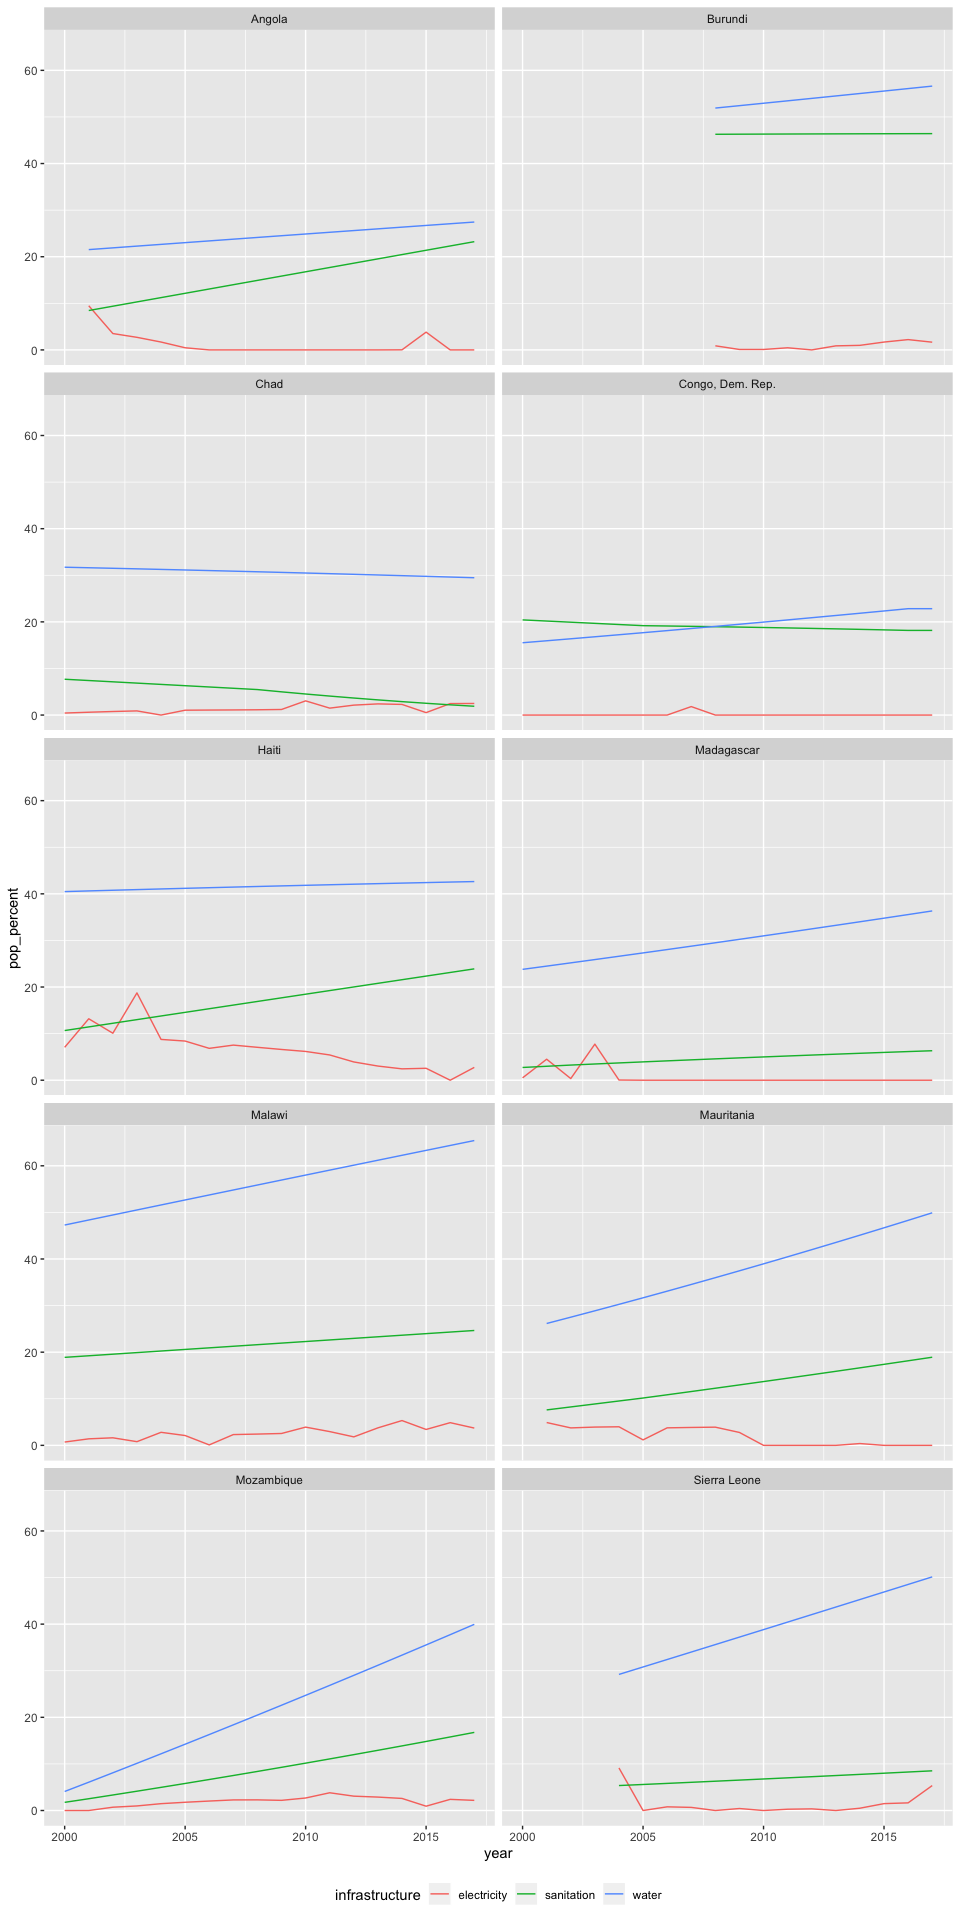 Angola Burundi
60
40
20
0
Chad Congo, Dem. Rep.
60
40
20
0
Haiti Madagascar
60
40
20
0
pop_percent
Malawi Mauritania
60
40
20
0
Mozambique Sierra Leone
60
40
20
0
2000 2005 2010 2015 2000 2005 2010 2015
year
infrastructure electricity sanitation water